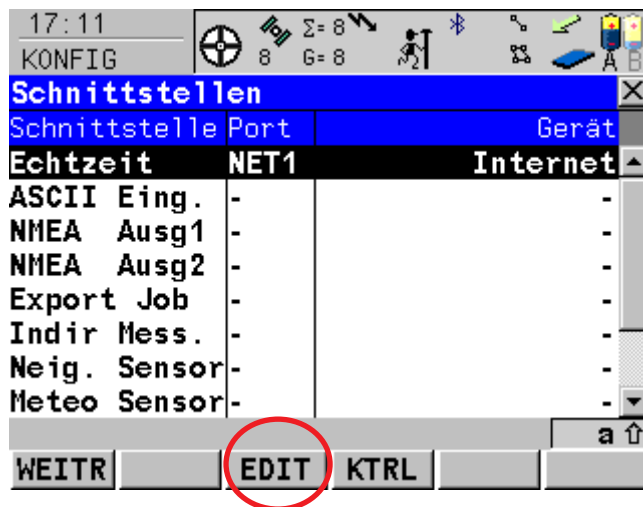 17:11
KONFIG
8
Σ= 8
G= 8
A
B
Schnittstellen
Schnittstelle Port Gerät
Echtzeit NET1 Internet
ASCII Eing. - -
NMEA Ausg1 - -
NMEA Ausg2 - -
Export Job - -
Indir Mess. - -
Neig. Sensor - -
Meteo Sensor - -
a
WEITR EDIT KTRL